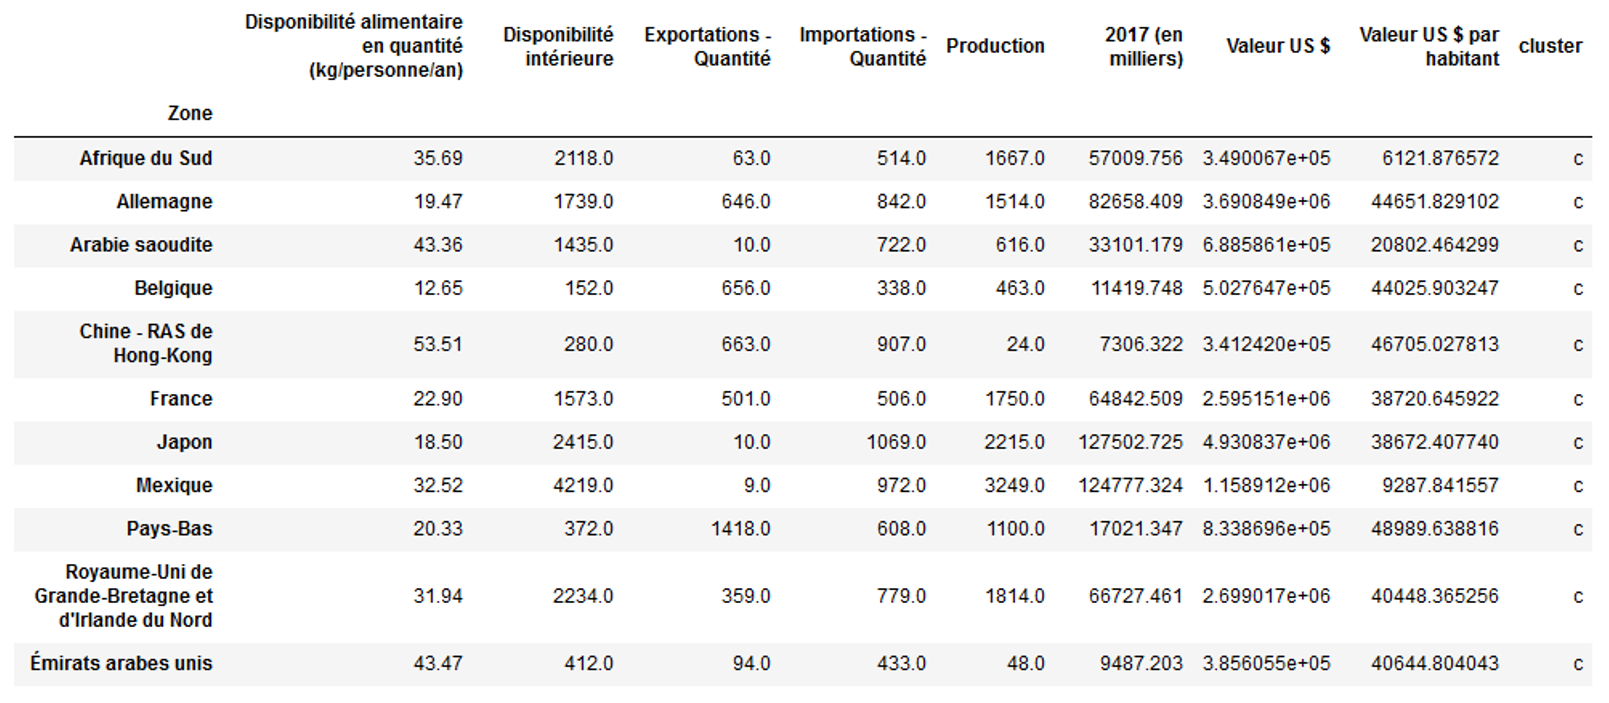 Disponibilité alimentaire en quantité (kg/personne/an) Disponibilité intérieure Exportations - Quantité Importations - Quantité Production 2017 (en milliers) Valeur US $ Valeur US $ par habitant cluster
Zone
Afrique du Sud 35.69 2118.0 63.0 514.0 1667.0 57009.756 3.490067e+05 6121.876572 c
Allemagne 19.47 1739.0 646.0 842.0 1514.0 82658.409 3.690849e+06 44651.829102 c
Arabie saoudite 43.36 1435.0 10.0 722.0 616.0 33101.179 6.885861e+05 20802.464299 c
Belgique 12.65 152.0 656.0 338.0 463.0 11419.748 5.027647e+05 44025.903247 c
Chine - RAS de Hong-Kong 53.51 280.0 663.0 907.0 24.0 7306.322 3.412420e+05 46705.027813 c
France 22.90 1573.0 501.0 506.0 1750.0 64842.509 2.595151e+06 38720.645922 c
Japon 18.50 2415.0 10.0 1069.0 2215.0 127502.725 4.930837e+06 38672.407740 c
Mexique 32.52 4219.0 9.0 972.0 3249.0 124777.324 1.158912e+06 9287.841557 c
Pays-Bas 20.33 372.0 1418.0 608.0 1100.0 17021.347 8.338696e+05 48989.638816 c
Royaume-Uni de Grande-Bretagne et d'Irlande du Nord 31.94 2234.0 359.0 779.0 1814.0 66727.461 2.699017e+06 40448.365256 c
Émirats arabes unis 43.47 412.0 94.0 433.0 48.0 9487.203 3.856055e+05 40644.804043 c